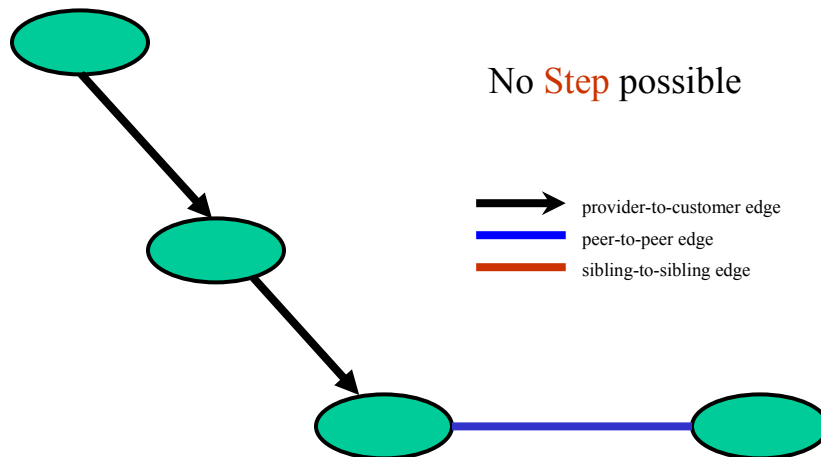 No Step possible
provider-to-customer edge
peer-to-peer edge
sibling-to-sibling edge